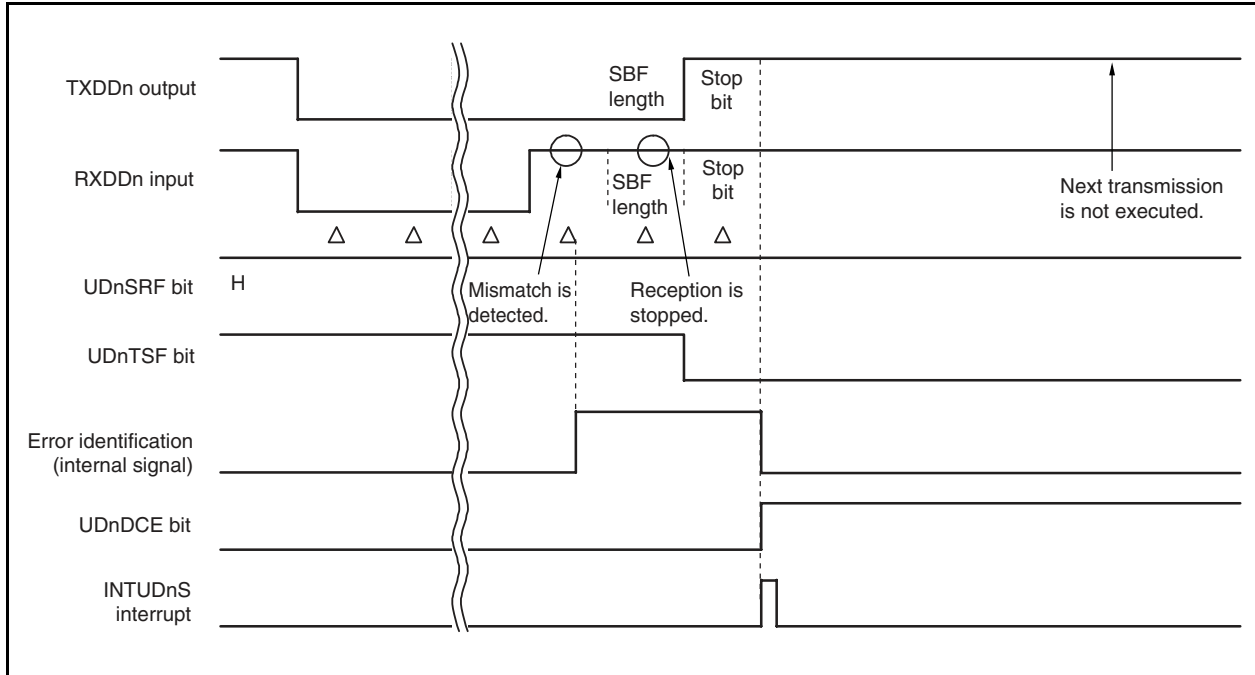 TXDDn output
SBF
length
Stop
bit
RXDDn input
SBF
length
Stop
bit
Next transmission
is not executed.
UDnSRF bit
H
Mismatch is
detected.
Reception is
stopped.
UDnTSF bit
Error identification
(internal signal)
UDnDCE bit
INTUDnS
interrupt